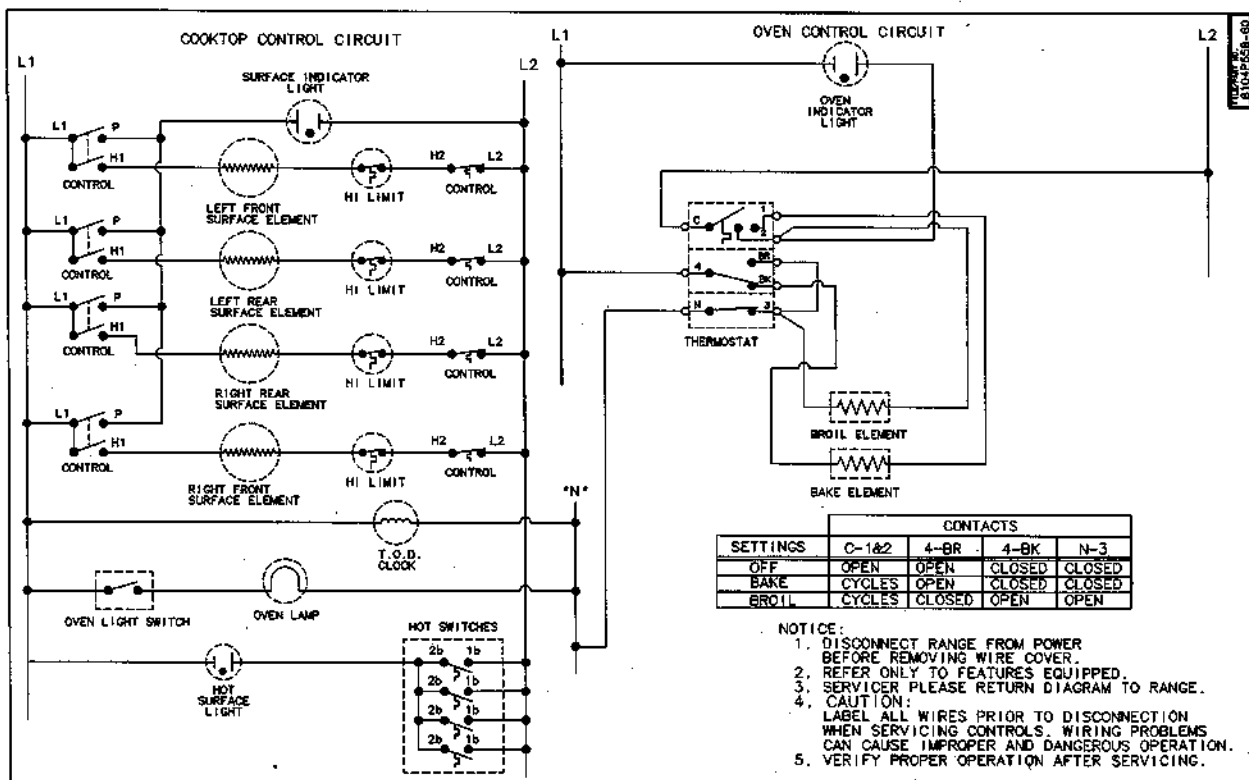 COOKTOP CONTROL CIRCUIT
L1
L2
SURFACE INDICATOR
LIGHT
L1
P
H1
CONTROL
LEFT FRONT
SURFACE ELEMENT
HI LIMIT
H2
L2
CONTROL
L1
P
H1
CONTROL
LEFT REAR
SURFACE ELEMENT
HI LIMIT
H2
L2
CONTROL
L1
P
H1
CONTROL
RIGHT REAR
SURFACE ELEMENT
HI LIMIT
H2
L2
CONTROL
L1
P
H1
CONTROL
RIGHT FRONT
SURFACE ELEMENT
HI LIMIT
H2
L2
CONTROL
"N"
T.O.D.
CLOCK
OVEN LIGHT SWITCH
OVEN LAMP
HOT
SURFACE
LIGHT
HOT SWITCHES
2b 1b
2b 1b
2b 1b
2b 1b
OVEN CONTROL CIRCUIT
L1
L2
OVEN
INDICATOR
LIGHT
C
1
2
4
BR
BK
N
3
THERMOSTAT
BROIL ELEMENT
BAKE ELEMENT
CONTACTS
SETTINGS C-1&2 4-BR 4-BK N-3
OFF OPEN OPEN CLOSED CLOSED
BAKE CYCLES OPEN CLOSED CLOSED
BROIL CYCLES CLOSED OPEN OPEN
NOTICE:
1. DISCONNECT RANGE FROM POWER
BEFORE REMOVING WIRE COVER.
2. REFER ONLY TO FEATURES EQUIPPED.
3. SERVICER PLEASE RETURN DIAGRAM TO RANGE.
4. CAUTION:
LABEL ALL WIRES PRIOR TO DISCONNECTION
WHEN SERVICING CONTROLS. WIRING PROBLEMS
CAN CAUSE IMPROPER AND DANGEROUS OPERATION.
5. VERIFY PROPER OPERATION AFTER SERVICING.